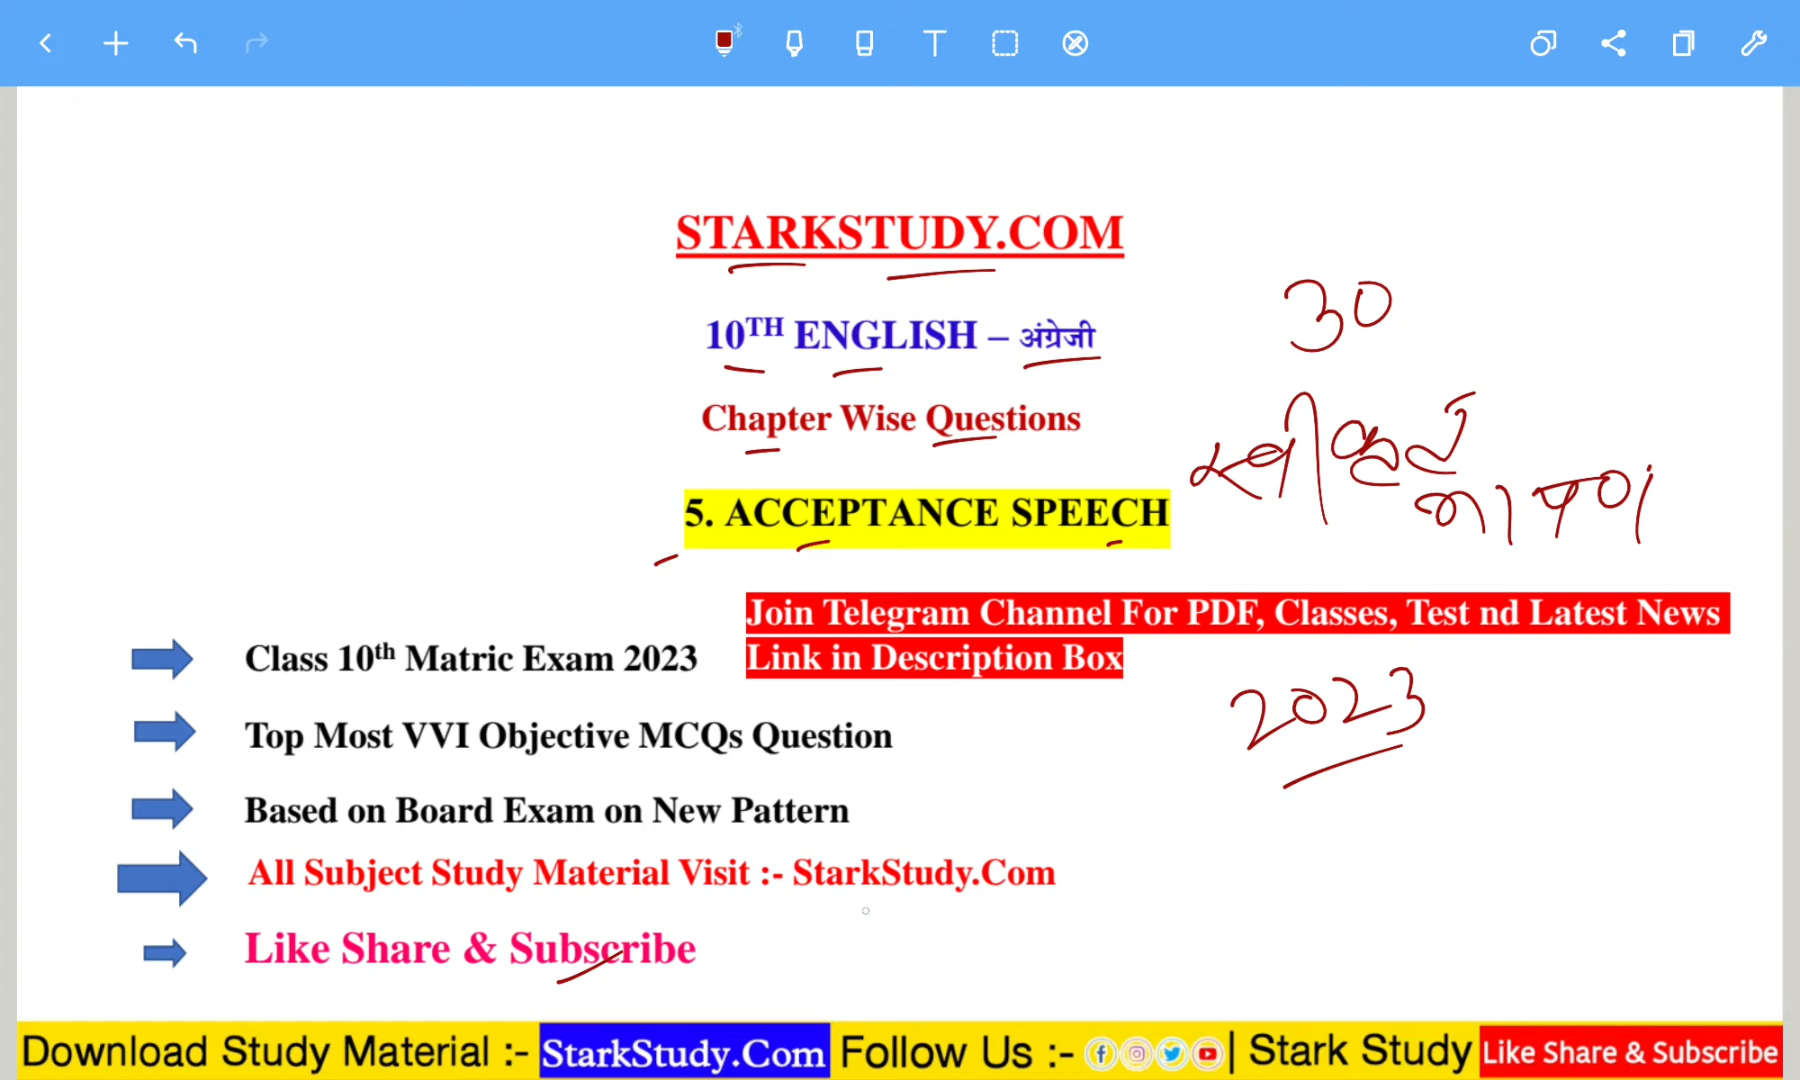 STARKSTUDY.COM
10TH ENGLISH – अंग्रेजी
30
Chapter Wise Questions
5. ACCEPTANCE SPEECH
Join Telegram Channel For PDF, Classes, Test nd Latest News
Link in Description Box
Class 10th Matric Exam 2023
2023
Top Most VVI Objective MCQs Question
Based on Board Exam on New Pattern
All Subject Study Material Visit :- StarkStudy.Com
Like Share & Subscribe
Download Study Material :- StarkStudy.Com Follow Us :- | Stark Study Like Share & Subscribe